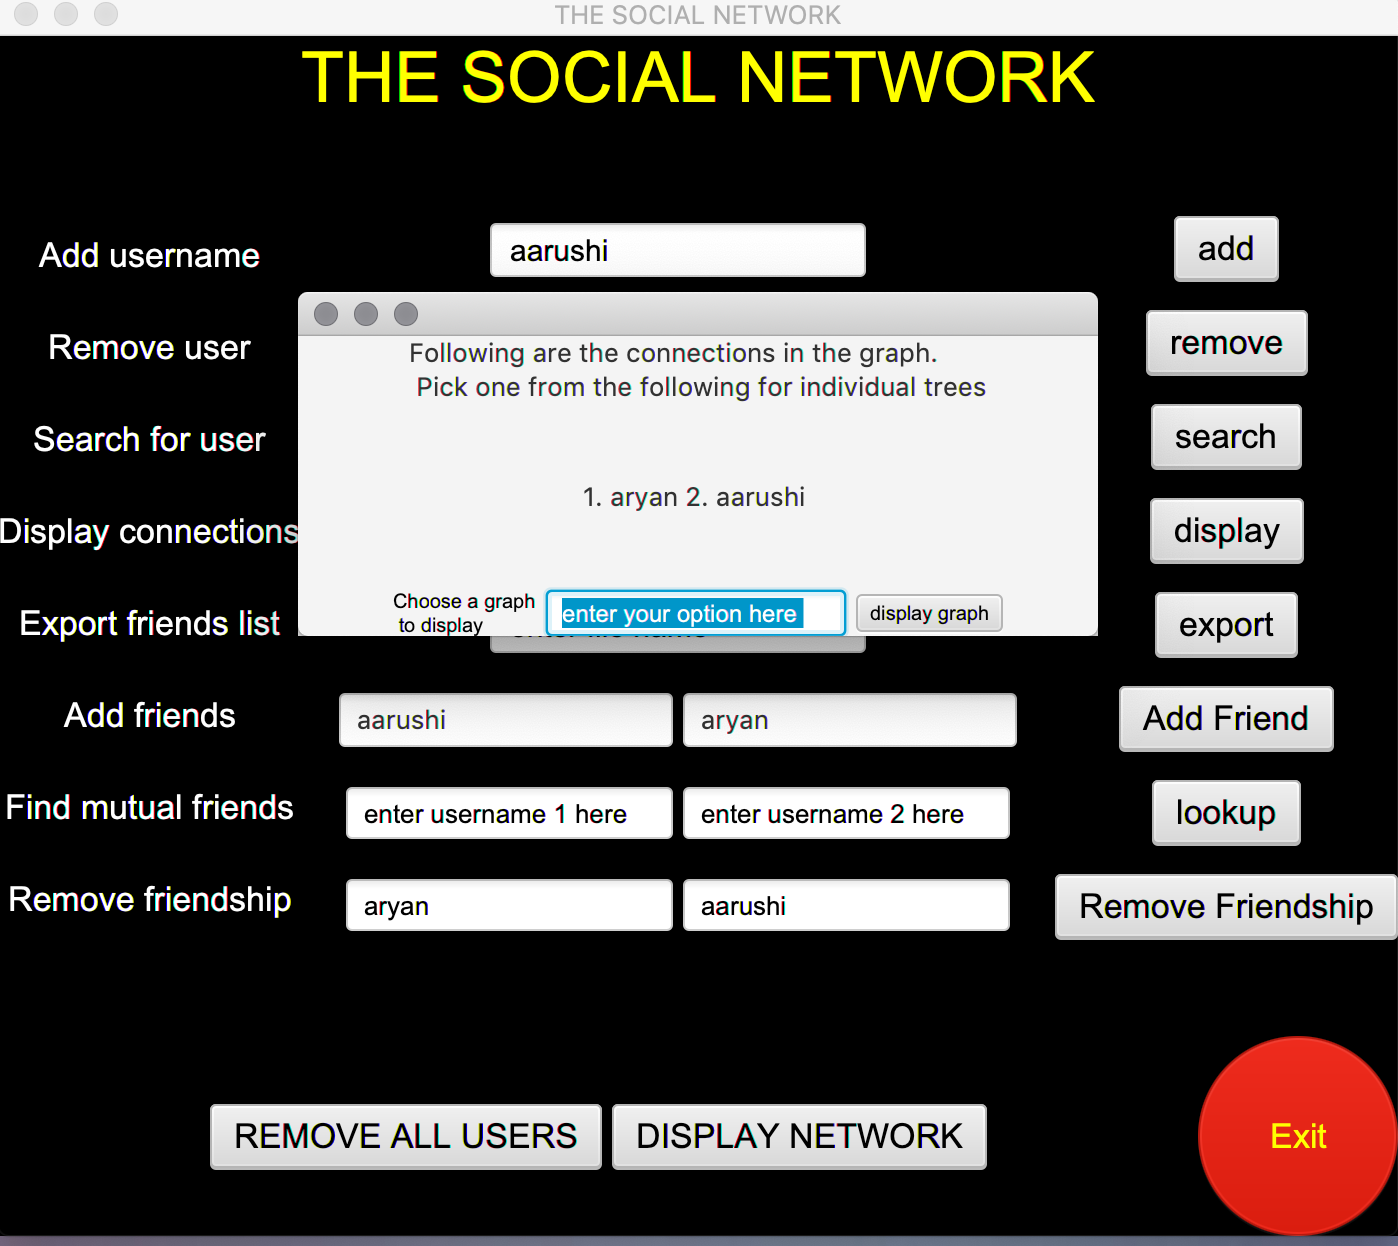 THE SOCIAL NETWORK
THE SOCIAL NETWORK
Add username
aarushi
add
Remove user
remove
Search for user
search
Display connections
display
Export friends list
export
Following are the connections in the graph.
Pick one from the following for individual trees
1. aryan 2. aarushi
Choose a graph
to display
enter your option here
display graph
Add friends
aarushi
aryan
Add Friend
Find mutual friends
enter username 1 here
enter username 2 here
lookup
Remove friendship
aryan
aarushi
Remove Friendship
REMOVE ALL USERS
DISPLAY NETWORK
Exit